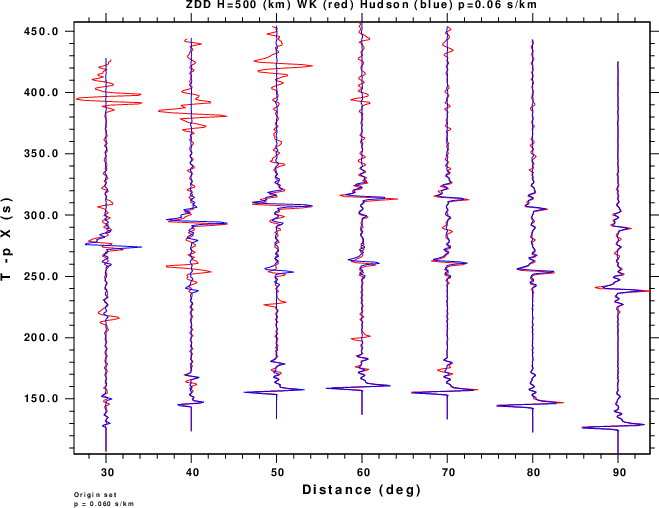 ZDD H=500 (km) WK (red) Hudson (blue) p=0.06 s/km
450.0
400.0
350.0
300.0
250.0
200.0
150.0
T -p X (s)
30 40 50 60 70 80 90
Distance (deg)
Origin set
p = 0.060 s/km